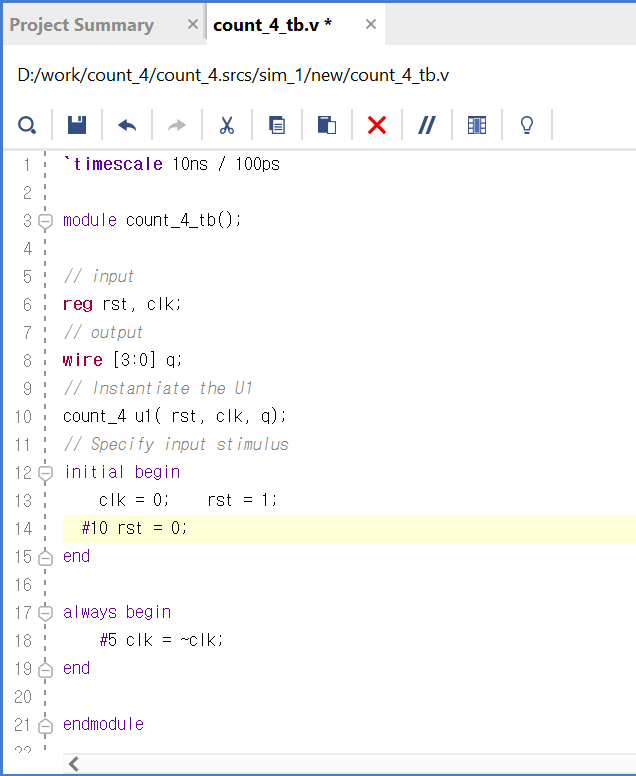 Project Summary × count_4_tb.v * ×
D:/work/count_4/count_4.srcs/sim_1/new/count_4_tb.v
1 `timescale 10ns / 100ps
2
3 module count_4_tb();
4
5 // input
6 reg rst, clk;
7 // output
8 wire [3:0] q;
9 // Instantiate the U1
10 count_4 u1( rst, clk, q);
11 // Specify input stimulus
12 initial begin
13 clk = 0; rst = 1;
14 #10 rst = 0;
15 end
16
17 always begin
18 #5 clk = ~clk;
19 end
20
21 endmodule
22